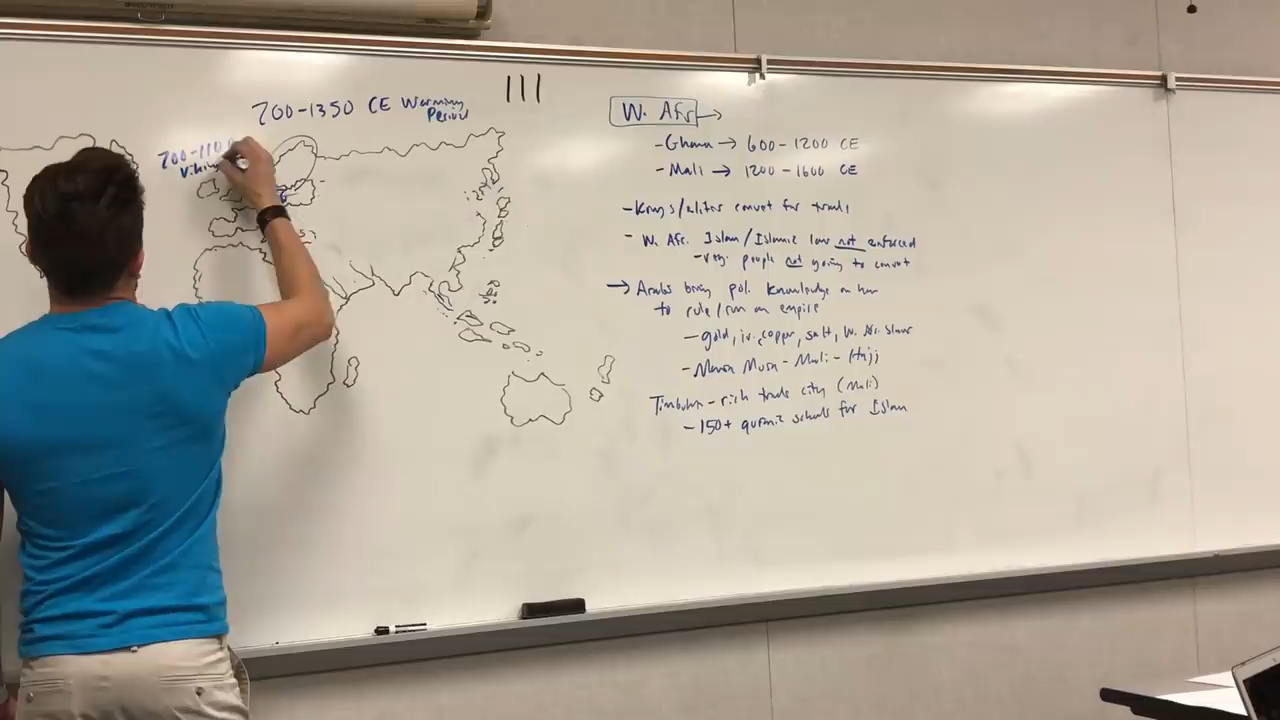 700-1350 CE Warming
Period
III
700-110
Vikin
W. Afr →
- Ghana → 600-1200 CE
- Mali → 1200-1600 CE
- Kings/elites convert for trade
- W. Afr. Islam/Islamic law not enforced
- reg. people not going to convert
→ Arabs bring pol. knowledge on how
to rule/run an empire
- gold, iv., copper, salt, W. Afr. slaves
- Mansa Musa - Mali - (Hajj
Timbuktu - rich trade city (Mali)
- 150+ quranic schools for Islam